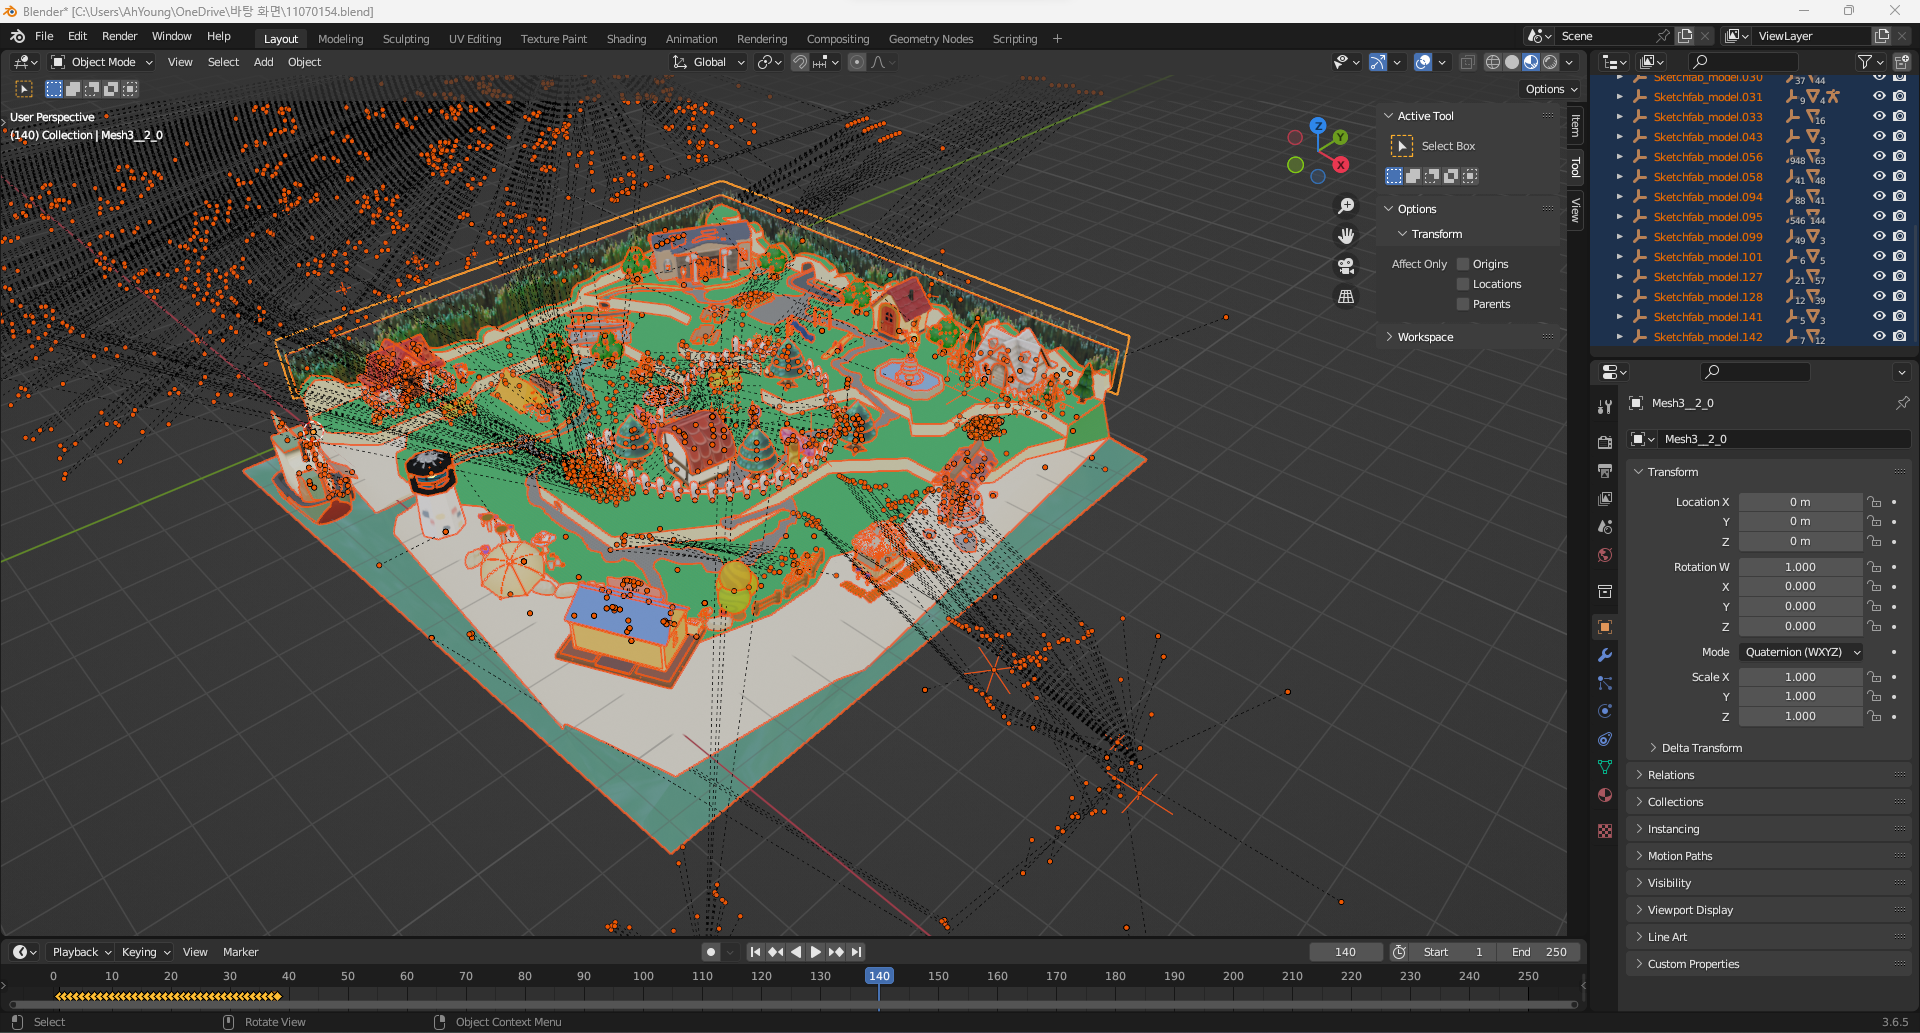 Blender* [C:\Users\AhYoung\OneDrive\바탕 화면\11070154.blend]
File Edit Render Window Help Layout Modeling Sculpting UV Editing Texture Paint Shading Animation Rendering Compositing Geometry Nodes Scripting + Scene ViewLayer
Object Mode View Select Add Object Global
Options
User Perspective
(140) Collection | Mesh3__2_0
Z
Y
X
Active Tool
Select Box
Options
Transform
Affect Only Origins
Locations
Parents
Workspace
Item
Tool
View
Sketchfab_model.030 37 44
Sketchfab_model.031 9 4
Sketchfab_model.033 16
Sketchfab_model.043 3
Sketchfab_model.056 948 63
Sketchfab_model.058 41 48
Sketchfab_model.094 88 41
Sketchfab_model.095 546 144
Sketchfab_model.099 49 3
Sketchfab_model.101 6 5
Sketchfab_model.127 21 57
Sketchfab_model.128 12 39
Sketchfab_model.141 5 3
Sketchfab_model.142 7 12
Mesh3__2_0
Mesh3__2_0
Transform
Location X 0 m
Y 0 m
Z 0 m
Rotation W 1.000
X 0.000
Y 0.000
Z 0.000
Mode Quaternion (WXYZ)
Scale X 1.000
Y 1.000
Z 1.000
Delta Transform
Relations
Collections
Instancing
Motion Paths
Visibility
Viewport Display
Line Art
Custom Properties
Playback Keying View Marker 140 Start 1 End 250
0 10 20 30 40 50 60 70 80 90 100 110 120 130 140 150 160 170 180 190 200 210 220 230 240 250
Select Rotate View Object Context Menu 3.6.5